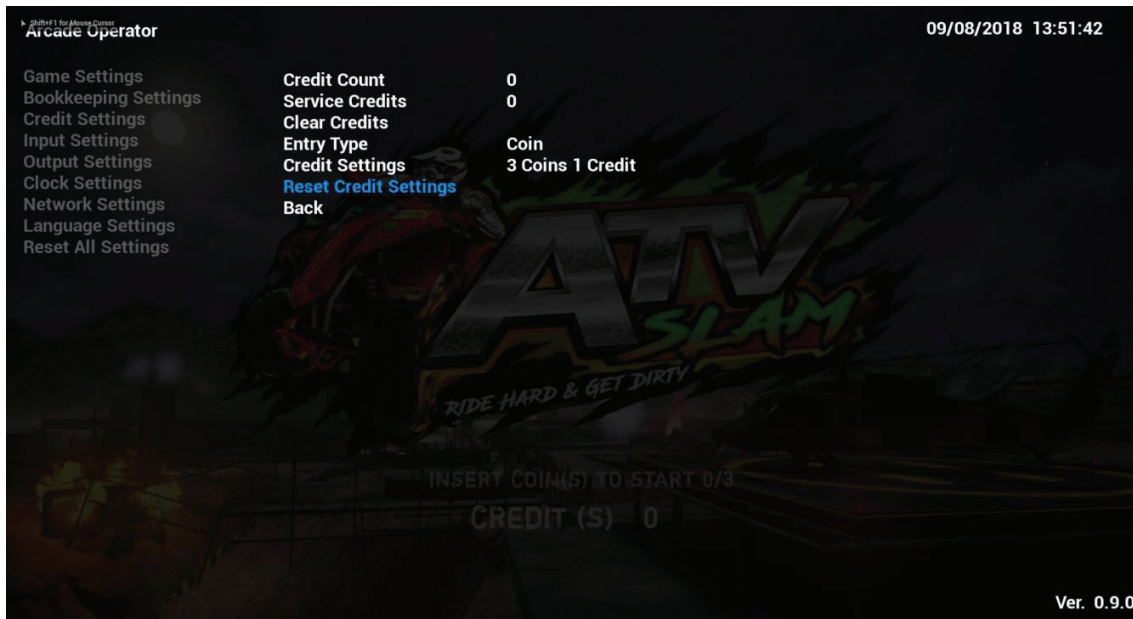 Shift+F1 for Mouse Cursor
Arcade Operator
09/08/2018 13:51:42
Game Settings
Bookkeeping Settings
Credit Settings
Input Settings
Output Settings
Clock Settings
Network Settings
Language Settings
Reset All Settings
Credit Count 0
Service Credits 0
Clear Credits
Entry Type Coin
Credit Settings 3 Coins 1 Credit
Reset Credit Settings
Back
ATV
SLAM
RIDE HARD & GET DIRTY
INSERT COIN(S) TO START 0/3
CREDIT (S) 0
Ver. 0.9.0